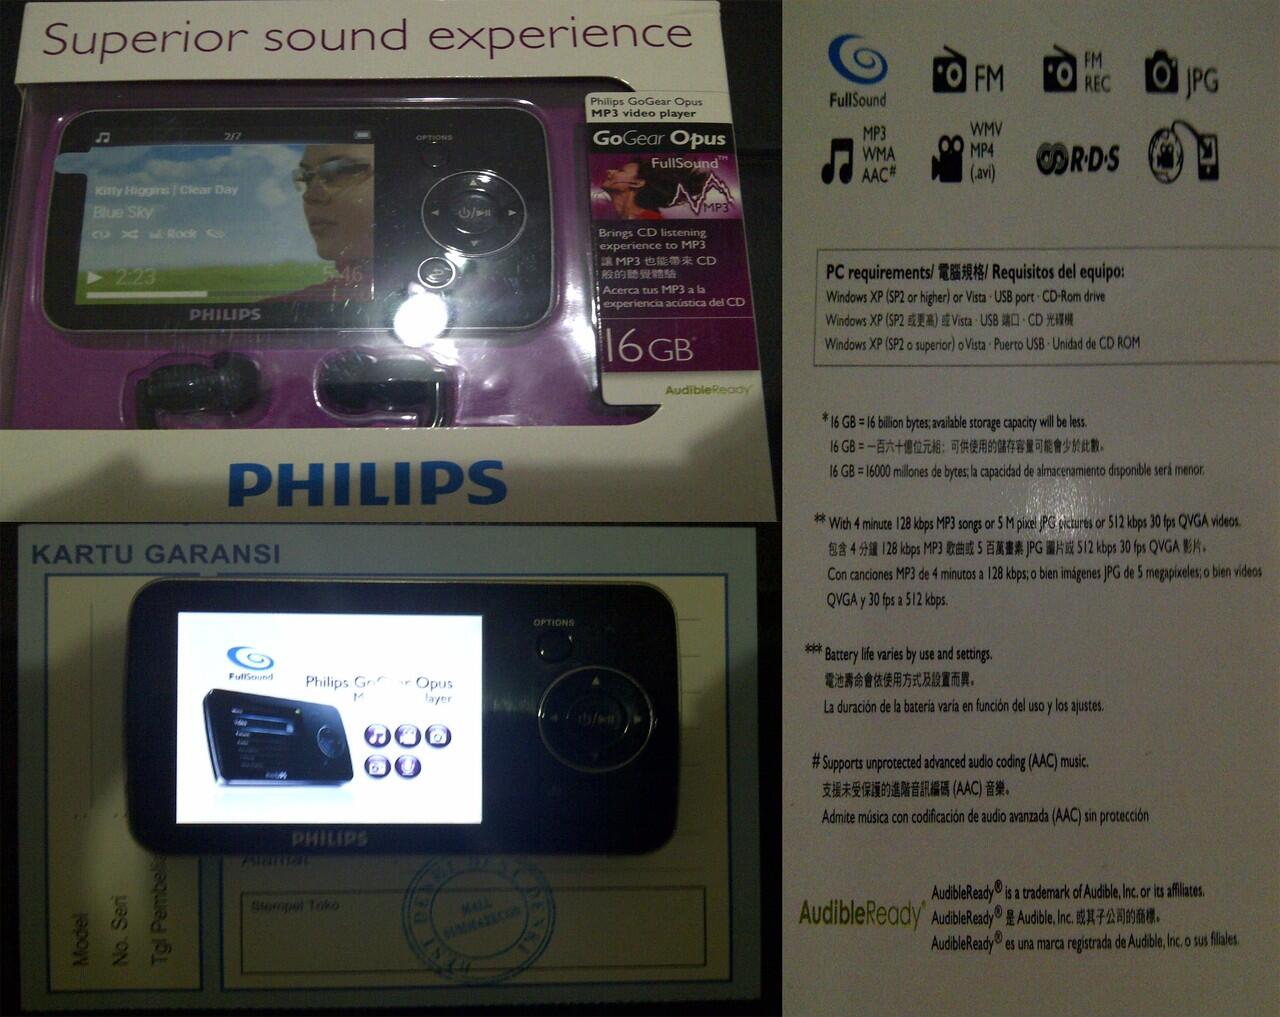 Superior sound experience
2/7
OPTIONS
Kitty Higgins | Clear Day
Blue Sky
Rock
2:23
5:46
PHILIPS
Philips GoGear Opus
MP3 video player
GoGear Opus
FullSound™
MP3
Brings CD listening
experience to MP3
讓 MP3 也能帶來 CD
般的聽覺體驗
Acerca tus MP3 a la
experiencia acústica del CD
16GB*
AudibleReady®
PHILIPS
KARTU GARANSI
OPTIONS
FullSound
Philips GoGear Opus
PHILIPS
Alamat
Stempel Toko
Model
No. Seri
Tgl
FullSound
FM
FM
REC
JPG
MP3
WMA
AAC#
WMV
MP4
(.avi)
R·D·S
PC requirements/ 電腦規格/ Requisitos del equipo:
Windows XP (SP2 or higher) or Vista · USB port · CD-Rom drive
Windows XP (SP2 或更高) 或 Vista · USB 端口 · CD 光碟機
Windows XP (SP2 o superior) o Vista · Puerto USB · Unidad de CD ROM
* 16 GB = 16 billion bytes; available storage capacity will be less.
16 GB = 一百六十億位元組；可供使用的儲存容量可能會少於此數。
16 GB = 16000 millones de bytes; la capacidad de almacenamiento disponible será menor.
** With 4 minute 128 kbps MP3 songs or 5 M pixel JPG pictures or 512 kbps 30 fps QVGA videos.
包含 4 分鐘 128 kbps MP3 歌曲或 5 百萬畫素 JPG 圖片或 512 kbps 30 fps QVGA 影片。
Con canciones MP3 de 4 minutos a 128 kbps; o bien imágenes JPG de 5 megapíxeles; o bien videos
QVGA y 30 fps a 512 kbps.
*** Battery life varies by use and settings.
電池壽命會依使用方式及設置而異。
La duración de la batería varía en función del uso y los ajustes.
# Supports unprotected advanced audio coding (AAC) music.
支援未受保護的進階音訊編碼 (AAC) 音樂。
Admite música con codificación de audio avanzada (AAC) sin protección
AudibleReady®
AudibleReady® is a trademark of Audible, Inc. or its affiliates.
AudibleReady® 是 Audible, Inc. 或其子公司的商標。
AudibleReady® es una marca registrada de Audible, Inc. o sus filiales.